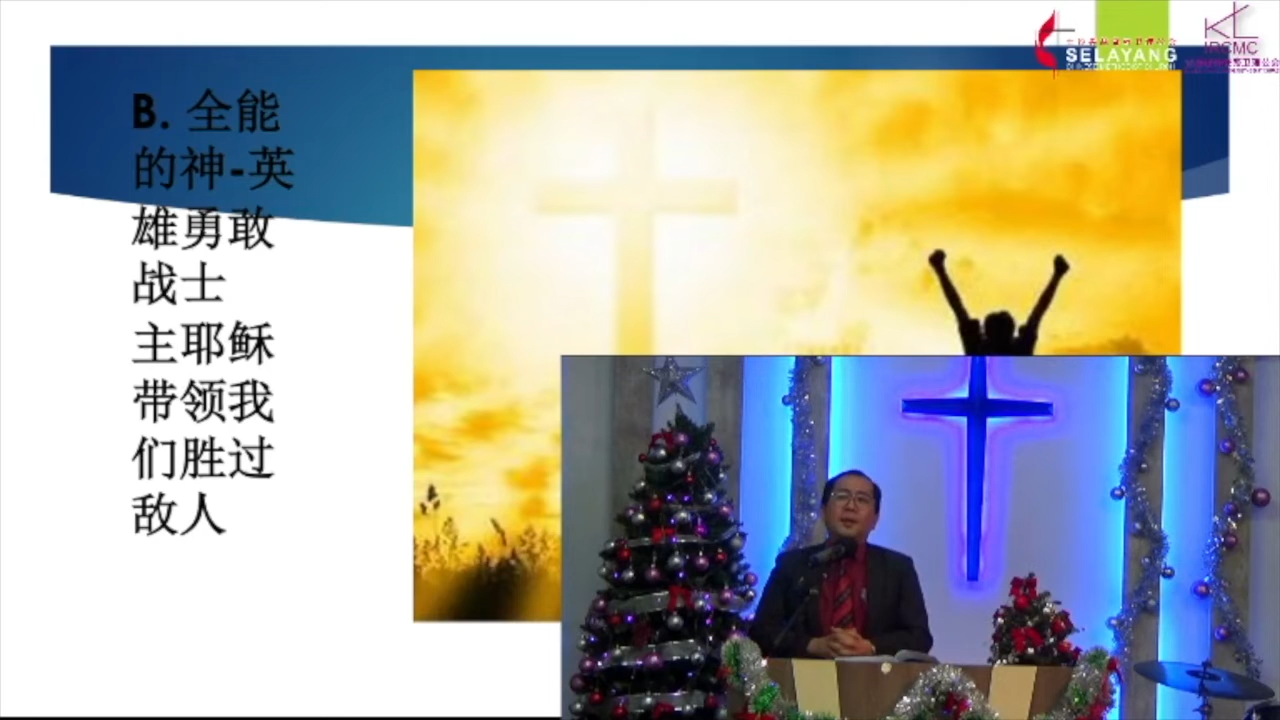 B. 全能
的神-英
雄勇敢
战士
主耶稣
带领我
们胜过
敌人
SELAYANG